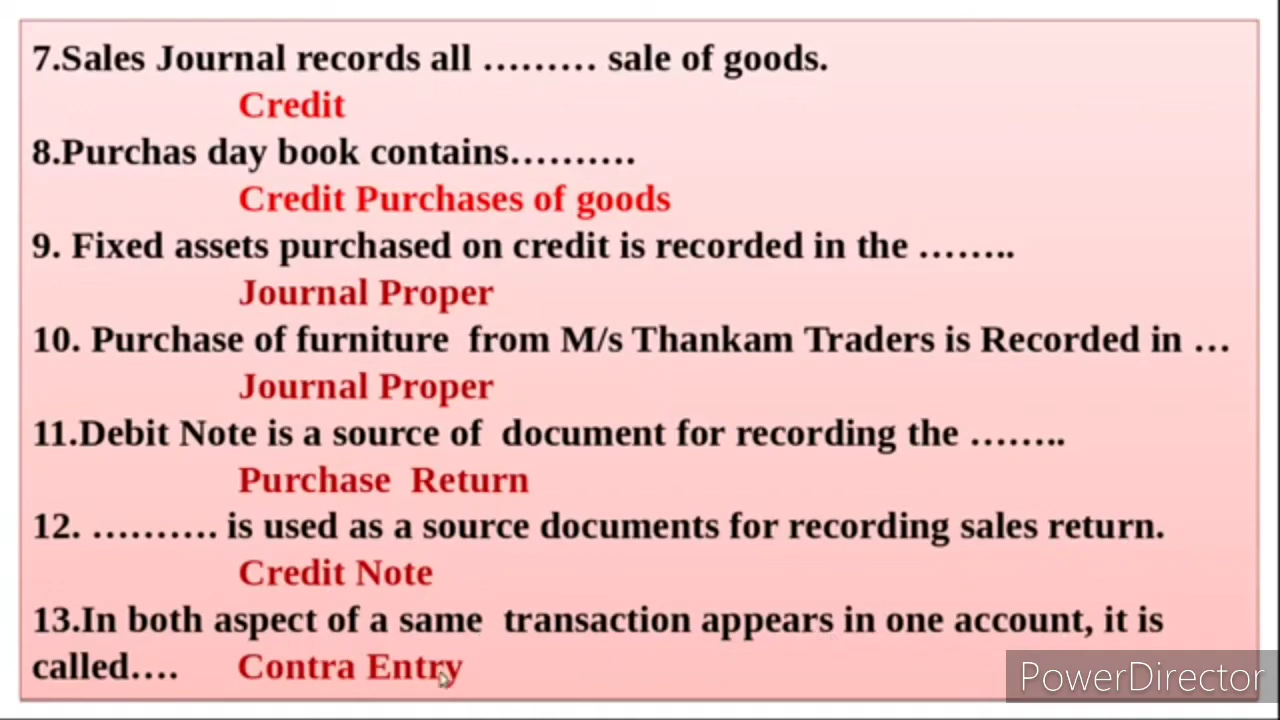 7.Sales Journal records all ……… sale of goods.
Credit
8.Purchas day book contains……….
Credit Purchases of goods
9. Fixed assets purchased on credit is recorded in the ……..
Journal Proper
10. Purchase of furniture from M/s Thankam Traders is Recorded in …
Journal Proper
11.Debit Note is a source of document for recording the ……..
Purchase Return
12. ………. is used as a source documents for recording sales return.
Credit Note
13.In both aspect of a same transaction appears in one account, it is
called…. Contra Entry
PowerDirector